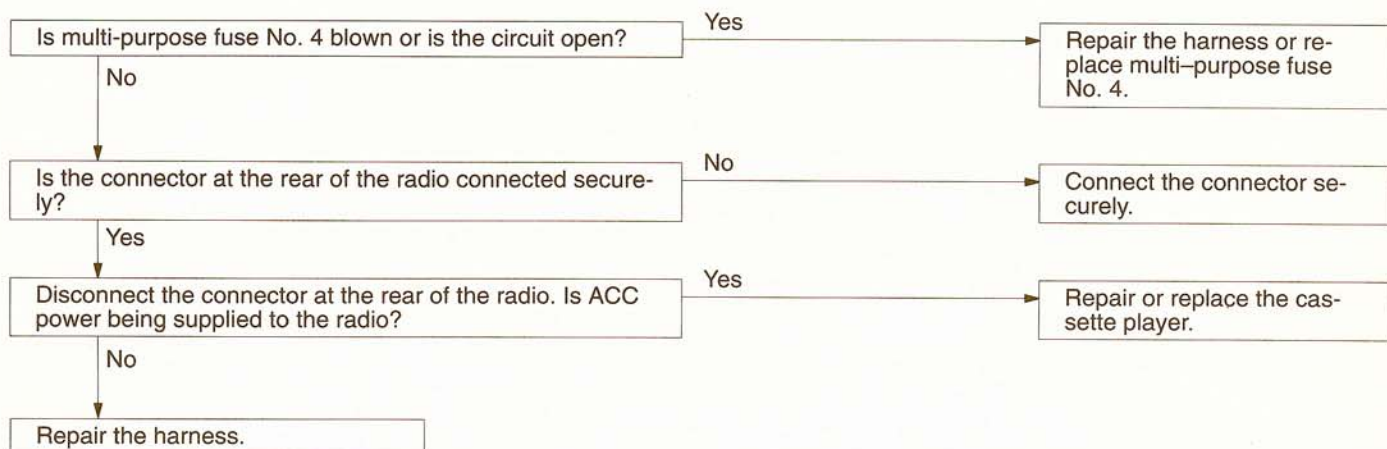 Is multi-purpose fuse No. 4 blown or is the circuit open?
Yes
Repair the harness or re-
place multi–purpose fuse
No. 4.
No
Is the connector at the rear of the radio connected secure-
ly?
No
Connect the connector se-
curely.
Yes
Disconnect the connector at the rear of the radio. Is ACC
power being supplied to the radio?
Yes
Repair or replace the cas-
sette player.
No
Repair the harness.